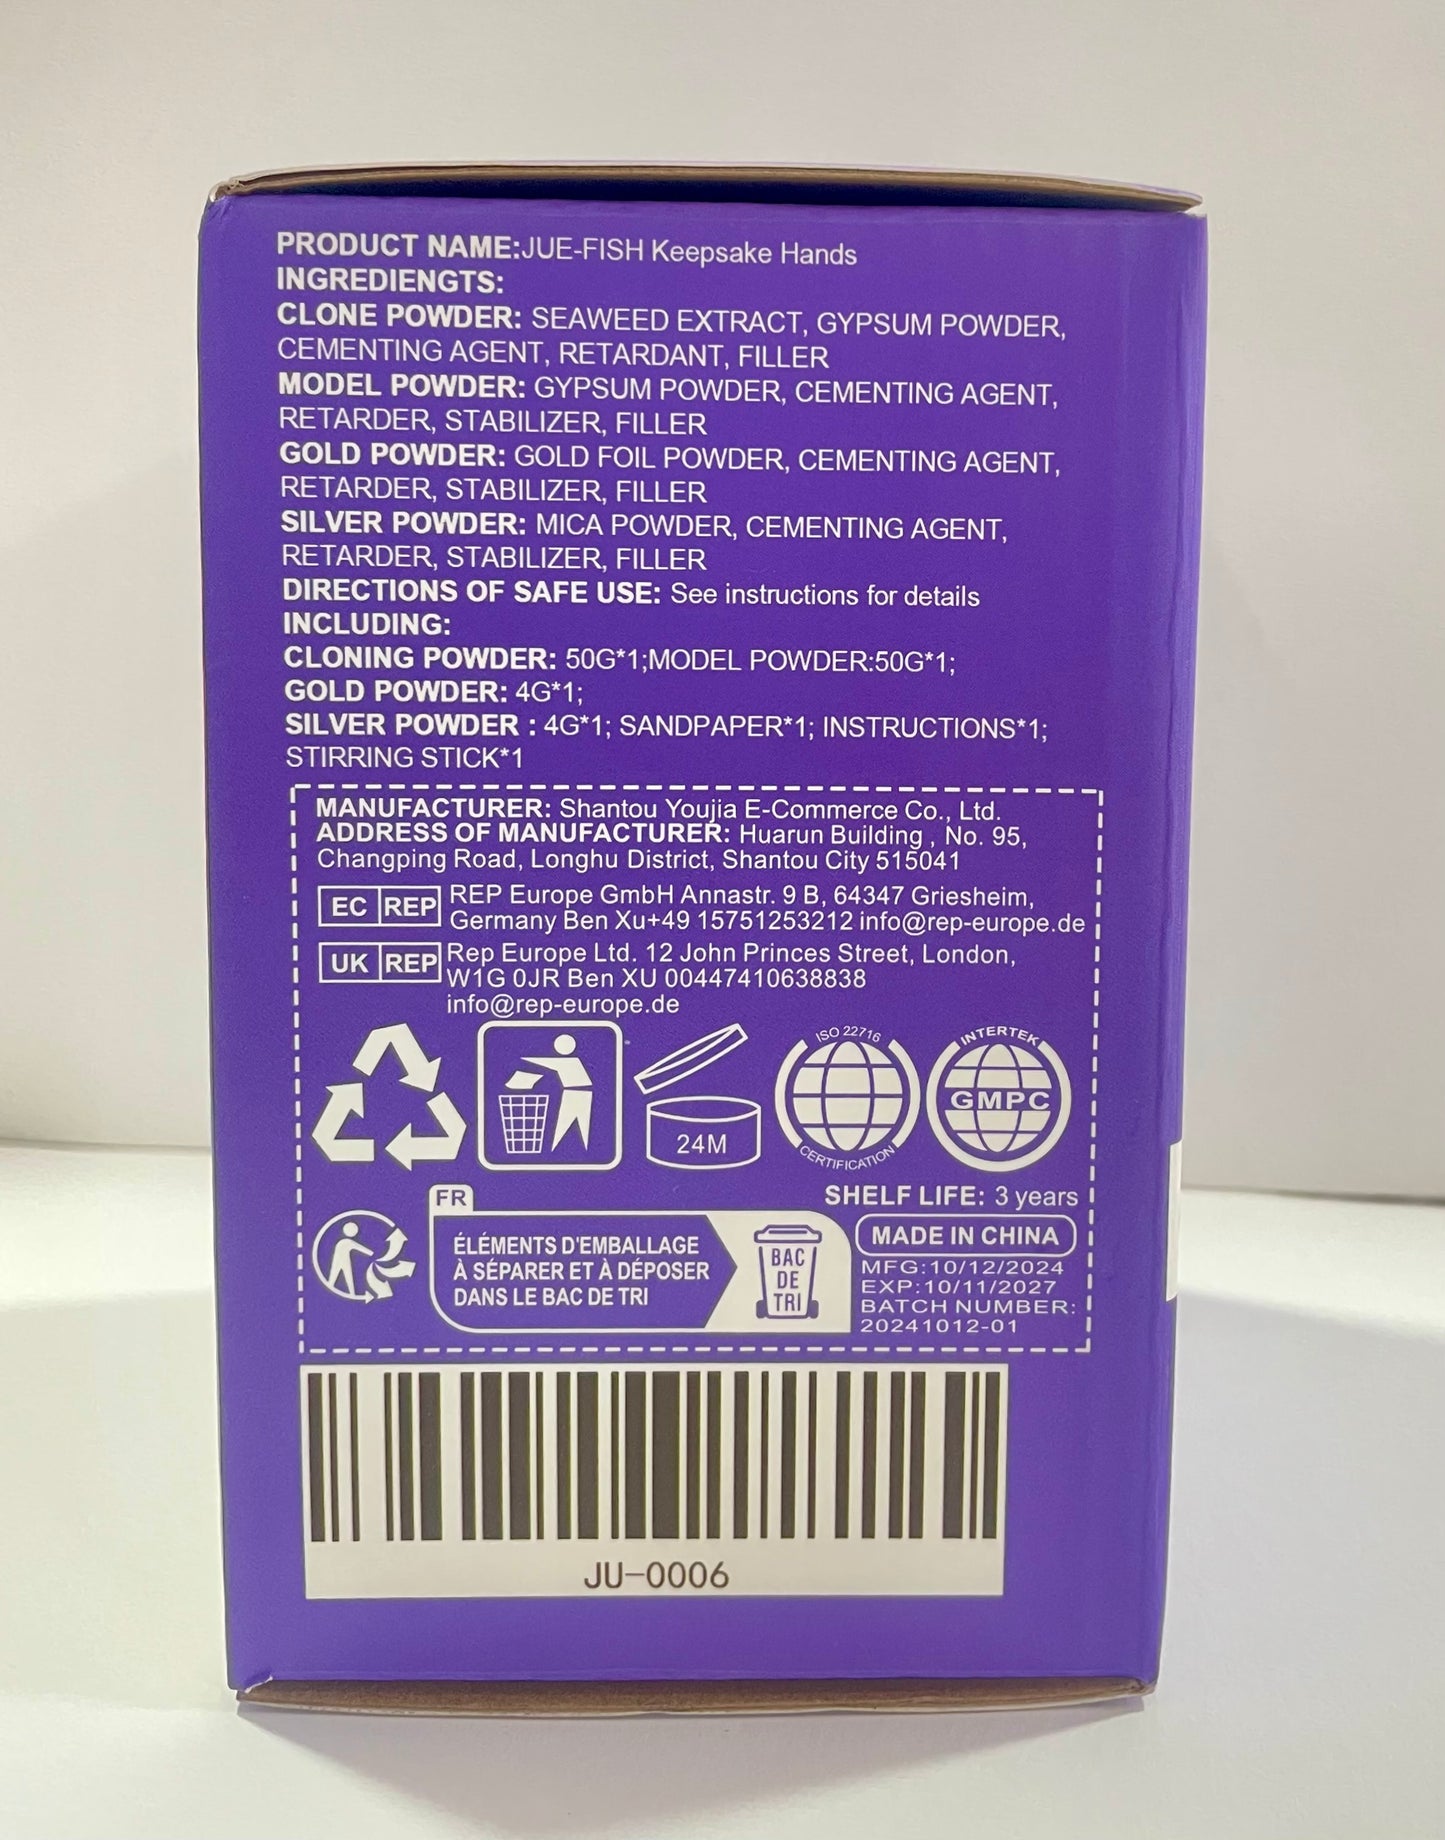 PRODUCT NAME:JUE-FISH Keepsake Hands
INGREDIENGTS:
CLONE POWDER: SEAWEED EXTRACT, GYPSUM POWDER,
CEMENTING AGENT, RETARDANT, FILLER
MODEL POWDER: GYPSUM POWDER, CEMENTING AGENT,
RETARDER, STABILIZER, FILLER
GOLD POWDER: GOLD FOIL POWDER, CEMENTING AGENT,
RETARDER, STABILIZER, FILLER
SILVER POWDER: MICA POWDER, CEMENTING AGENT,
RETARDER, STABILIZER, FILLER
DIRECTIONS OF SAFE USE: See instructions for details
INCLUDING:
CLONING POWDER: 50G*1;MODEL POWDER:50G*1;
GOLD POWDER: 4G*1;
SILVER POWDER : 4G*1; SANDPAPER*1; INSTRUCTIONS*1;
STIRRING STICK*1
MANUFACTURER: Shantou Youjia E-Commerce Co., Ltd.
ADDRESS OF MANUFACTURER: Huarun Building , No. 95,
Changping Road, Longhu District, Shantou City 515041
EC REP
REP Europe GmbH Annastr. 9 B, 64347 Griesheim,
Germany Ben Xu+49 15751253212 info@rep-europe.de
UK REP
Rep Europe Ltd. 12 John Princes Street, London,
W1G 0JR Ben XU 00447410638838
info@rep-europe.de
24M
ISO 22716
CERTIFICATION
INTERTEK
GMPC
SHELF LIFE: 3 years
FR
ÉLÉMENTS D'EMBALLAGE
À SÉPARER ET À DÉPOSER
DANS LE BAC DE TRI
BAC
DE
TRI
MADE IN CHINA
MFG:10/12/2024
EXP:10/11/2027
BATCH NUMBER:
20241012-01
JU-0006